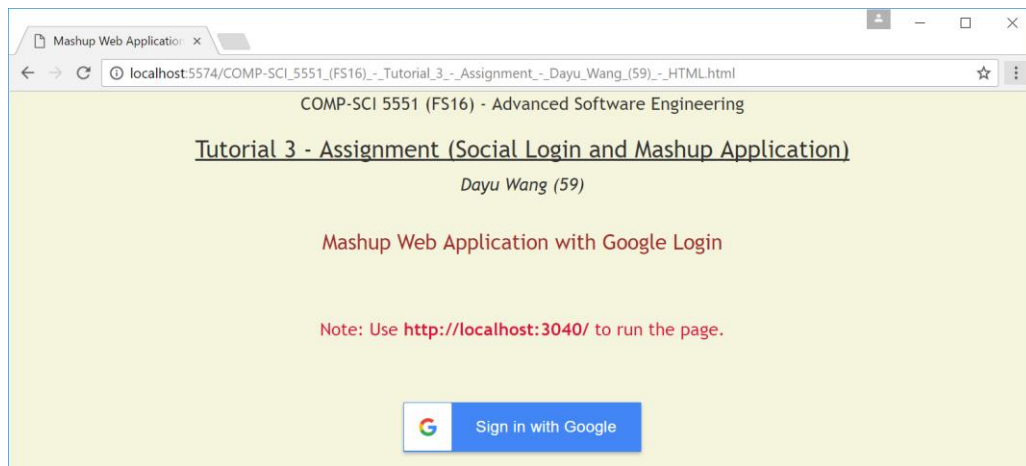 Mashup Web Application
localhost:5574/COMP-SCI_5551_(FS16)_-_Tutorial_3_-_Assignment_-_Dayu_Wang_(59)_-_HTML.html
COMP-SCI 5551 (FS16) - Advanced Software Engineering
Tutorial 3 - Assignment (Social Login and Mashup Application)
Dayu Wang (59)
Mashup Web Application with Google Login
Note: Use http://localhost:3040/ to run the page.
Sign in with Google